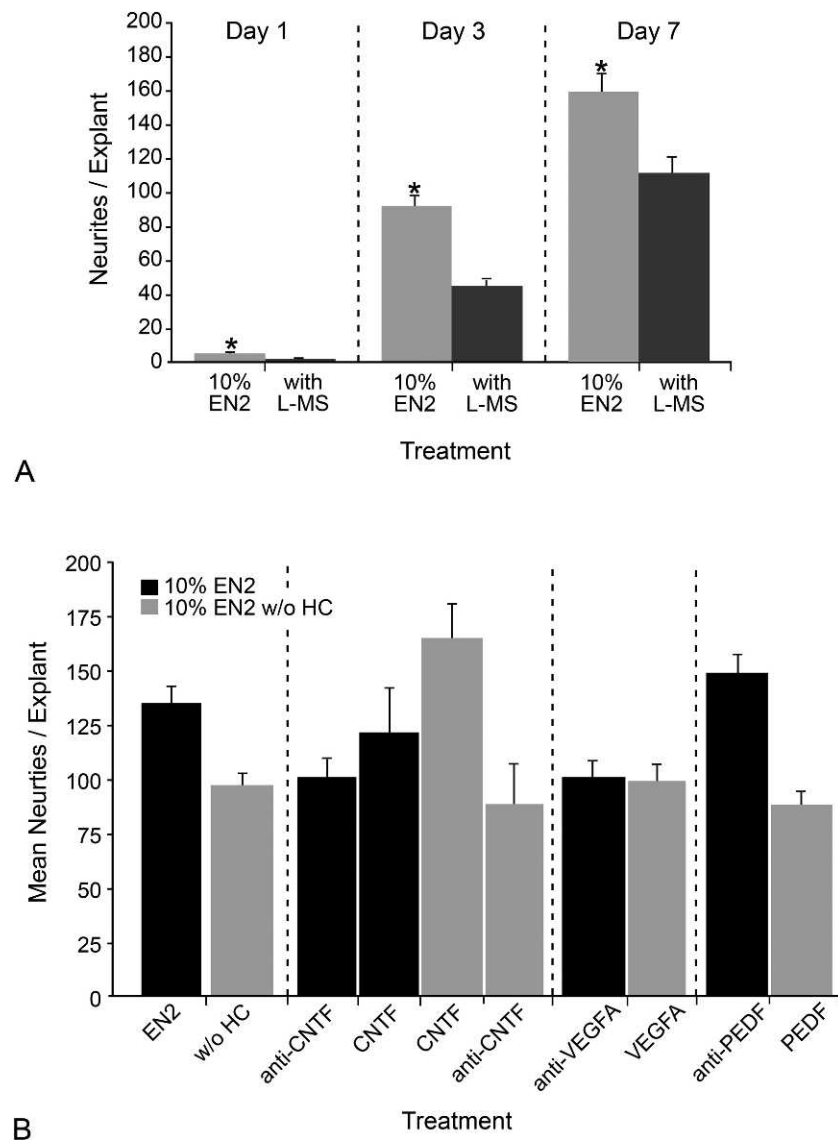 Day 1 Day 3 Day 7
Neurites / Explant
200
180
160
140
120
100
80
60
40
20
0
* * *
10% with 10% with 10% with
EN2 L-MS EN2 L-MS EN2 L-MS
Treatment
A
10% EN2
10% EN2 w/o HC
Mean Neurties / Explant
200
175
150
125
100
75
50
25
0
EN2 w/o HC anti-CNTF CNTF CNTF anti-CNTF anti-VEGFA VEGFA anti-PEDF PEDF
Treatment
B